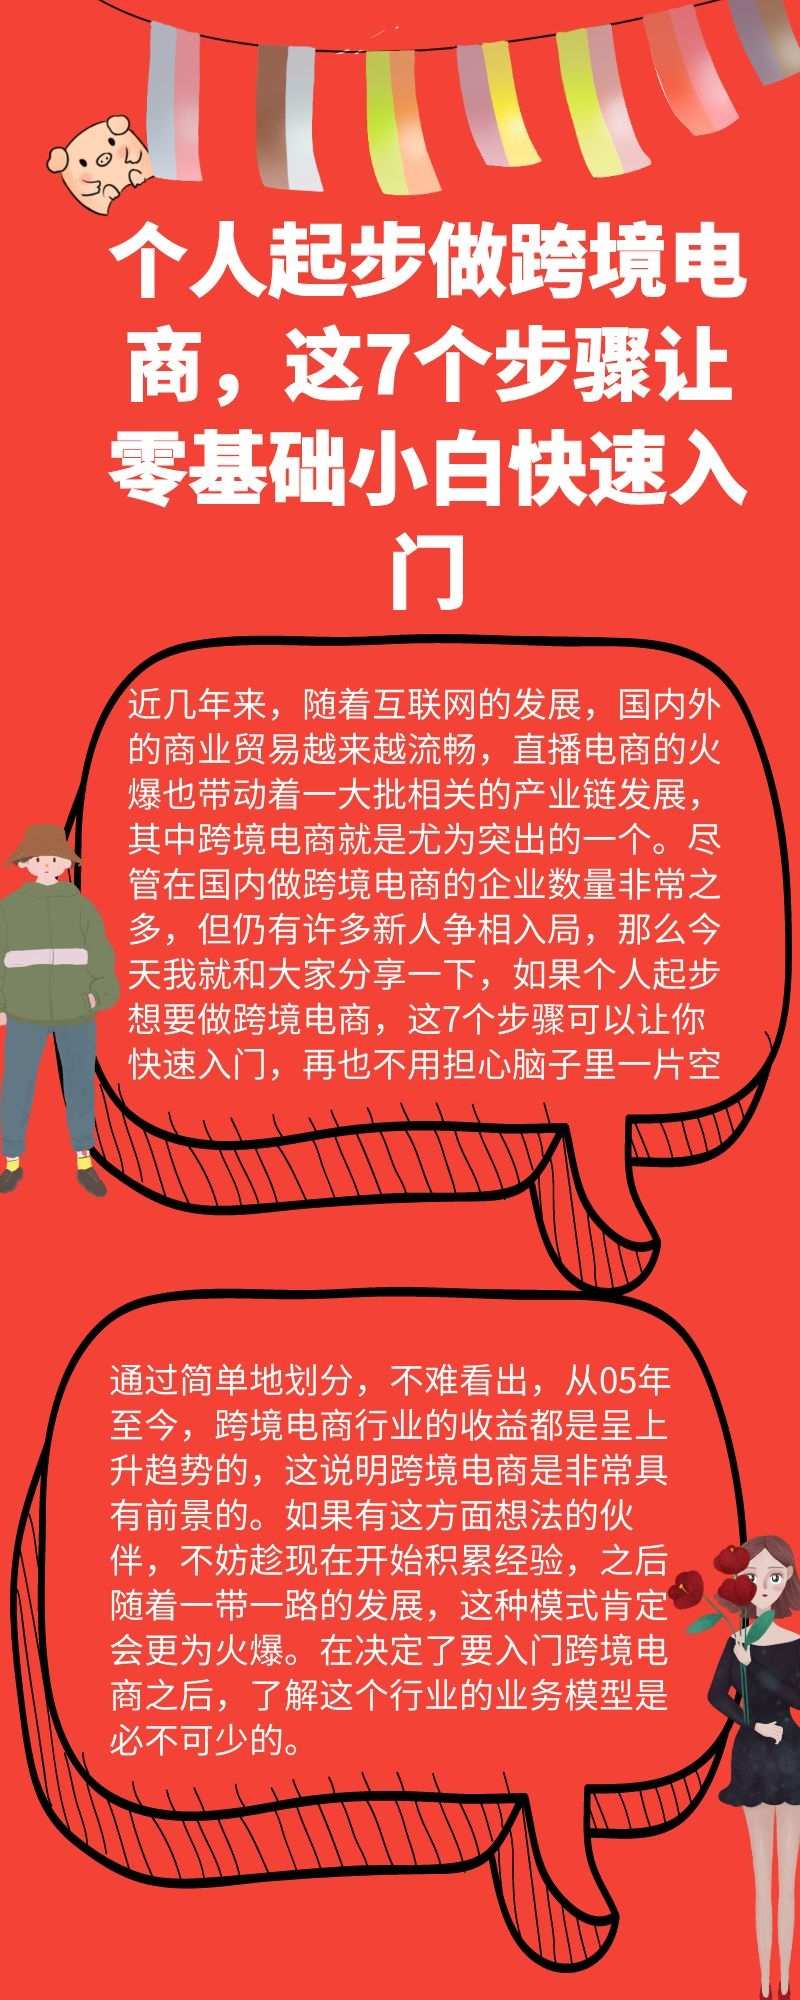 个人起步做跨境电
商，这7个步骤让
零基础小白快速入
门
近几年来，随着互联网的发展，国内外
的商业贸易越来越流畅，直播电商的火
爆也带动着一大批相关的产业链发展，
其中跨境电商就是尤为突出的一个。尽
管在国内做跨境电商的企业数量非常之
多，但仍有许多新人争相入局，那么今
天我就和大家分享一下，如果个人起步
想要做跨境电商，这7个步骤可以让你
快速入门，再也不用担心脑子里一片空
通过简单地划分，不难看出，从05年
至今，跨境电商行业的收益都是呈上
升趋势的，这说明跨境电商是非常具
有前景的。如果有这方面想法的伙
伴，不妨趁现在开始积累经验，之后
随着一带一路的发展，这种模式肯定
会更为火爆。在决定了要入门跨境电
商之后，了解这个行业的业务模型是
必不可少的。